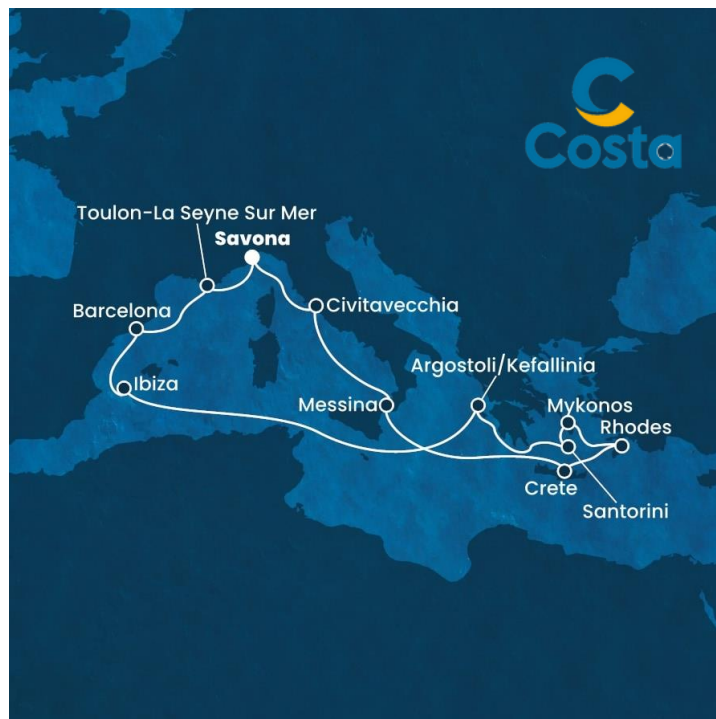 Costa
Toulon-La Seyne Sur Mer
Savona
Barcelona
Civitavecchia
Argostoli/Kefallinia
Ibiza
Messina
Mykonos
Rhodes
Crete
Santorini